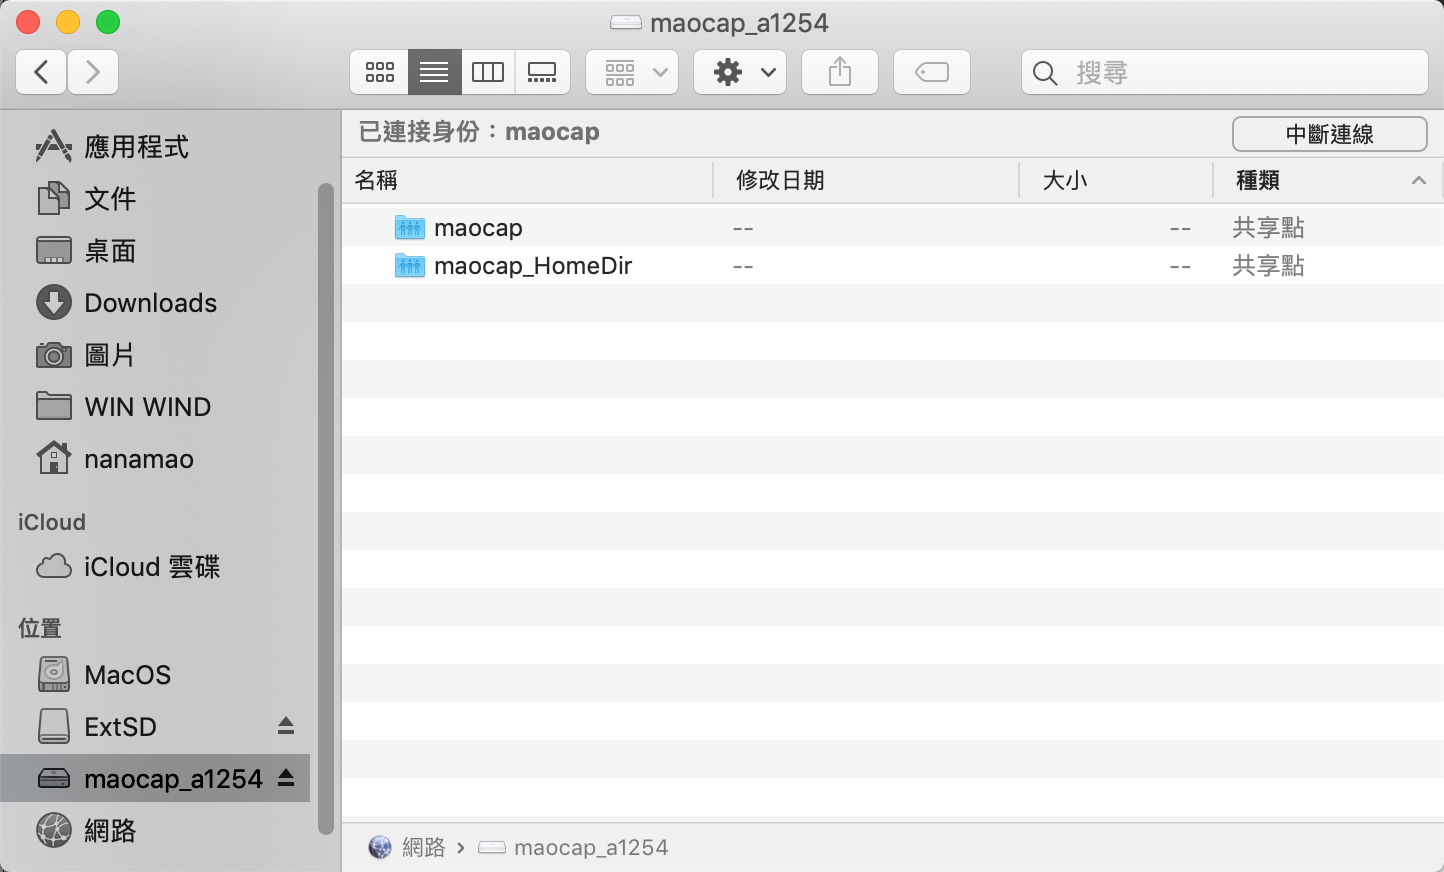 maocap_a1254
搜尋
應用程式
文件
桌面
Downloads
圖片
WIN WIND
nanamao
iCloud
iCloud 雲碟
位置
MacOS
ExtSD
maocap_a1254
網路
已連接身份：maocap
中斷連線
名稱 修改日期 大小 種類
maocap -- -- 共享點
maocap_HomeDir -- -- 共享點
網路 › maocap_a1254